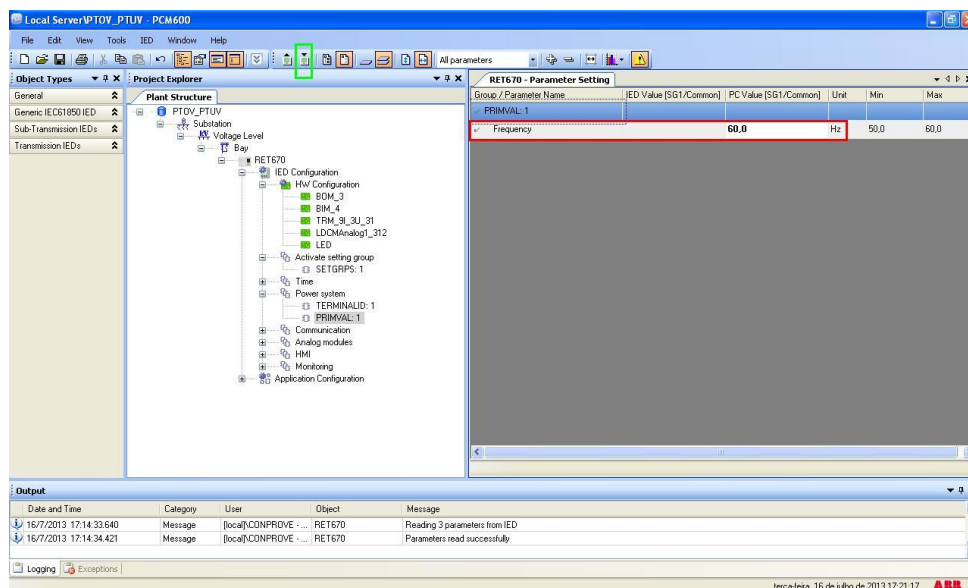 Local Server\PTOV_PTUV - PCM600
File Edit View Tools IED Window Help
All parameters
Object Types
General
Generic IEC61850 IED
Sub-Transmission IEDs
Transmission IEDs
Project Explorer
Plant Structure
PTOV_PTUV
Substation
Voltage Level
Bay
RET670
IED Configuration
HW Configuration
BOM_3
BIM_4
TRM_9I_3U_31
LDCMAnalog1_312
LED
Activate setting group
SETGRPS: 1
Time
Power system
TERMINALID: 1
PRIMVAL: 1
Communication
Analog modules
HMI
Monitoring
Application Configuration
RET670 - Parameter Setting
Group / Parameter Name IED Value [SG1/Common] PC Value [SG1/Common] Unit Min Max
PRIMVAL: 1
Frequency 60,0 Hz 50,0 60,0
Output
Date and Time Category User Object Message
16/7/2013 17:14:33.640 Message [local]\CONPROVE - ... RET670 Reading 3 parameters from IED
16/7/2013 17:14:34.421 Message [local]\CONPROVE - ... RET670 Parameters read successfully
Logging Exceptions
terça-feira, 16 de julho de 2013 17:21:17 ABB